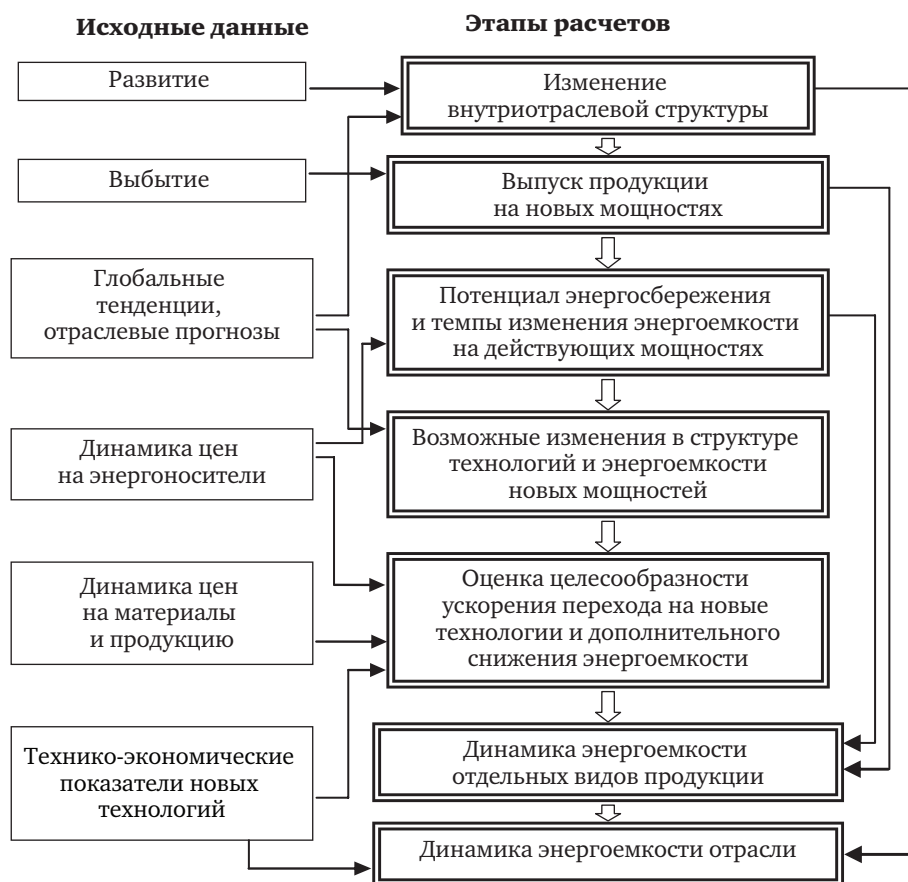 Исходные данные
Этапы расчетов
Развитие
Изменение
внутриотраслевой структуры
Выбытие
Выпуск продукции
на новых мощностях
Глобальные
тенденции,
отраслевые прогнозы
Потенциал энергосбережения
и темпы изменения энергоемкости
на действующих мощностях
Динамика цен
на энергоносители
Возможные изменения в структуре
технологий и энергоемкости
новых мощностей
Динамика цен
на материалы
и продукцию
Оценка целесообразности
ускорения перехода на новые
технологии и дополнительного
снижения энергоемкости
Технико-экономические
показатели новых
технологий
Динамика энергоемкости
отдельных видов продукции
Динамика энергоемкости отрасли